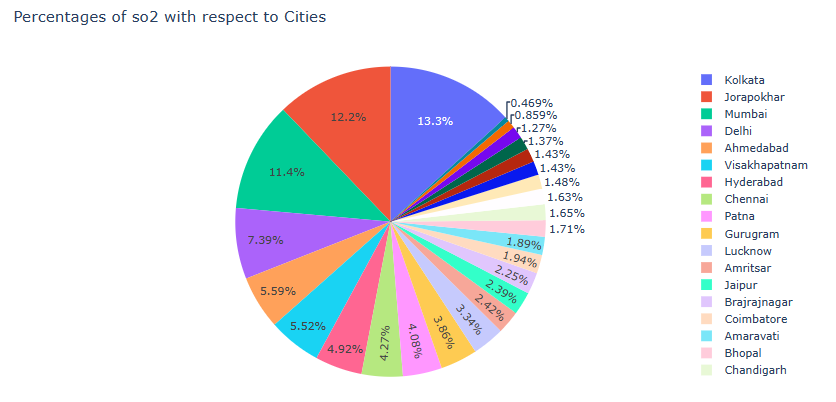 Percentages of so2 with respect to Cities
13.3%
12.2%
11.4%
7.39%
5.59%
5.52%
4.92%
4.27%
4.08%
3.86%
3.34%
2.42%
2.39%
2.25%
1.94%
1.89%
1.71%
1.65%
1.63%
1.48%
1.43%
1.43%
1.37%
1.27%
0.859%
0.469%
Kolkata
Jorapokhar
Mumbai
Delhi
Ahmedabad
Visakhapatnam
Hyderabad
Chennai
Patna
Gurugram
Lucknow
Amritsar
Jaipur
Brajrajnagar
Coimbatore
Amaravati
Bhopal
Chandigarh